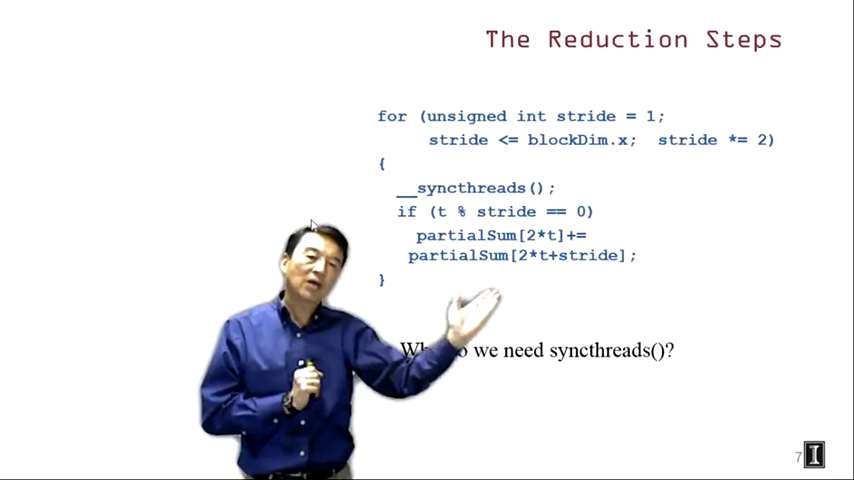 The Reduction Steps
for (unsigned int stride = 1;
stride <= blockDim.x; stride *= 2)
{
__syncthreads();
if (t % stride == 0)
partialSum[2*t]+=
partialSum[2*t+stride];
}
we need syncthreads()?
7 I